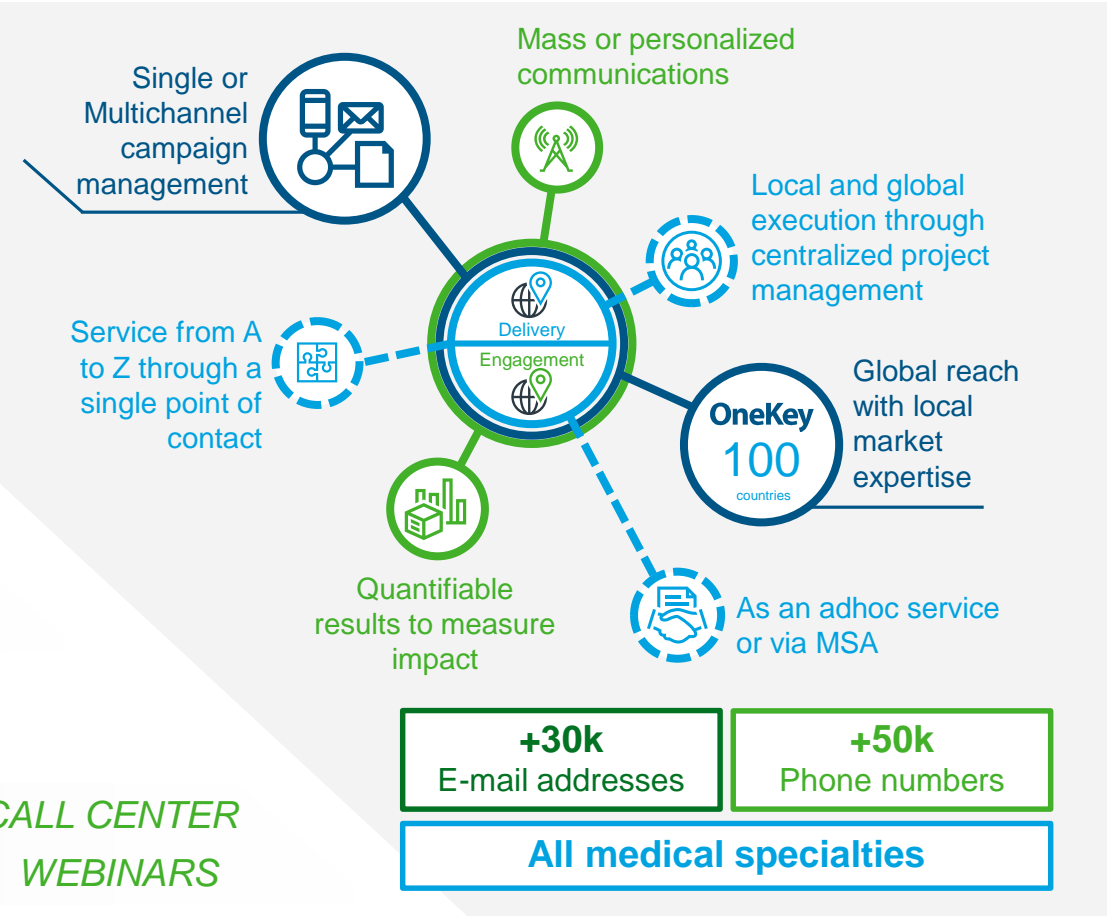 Mass or personalized
communications
Single or
Multichannel
campaign
management
Local and global
execution through
centralized project
management
Delivery
Engagement
Service from A
to Z through a
single point of
contact
OneKey
100
countries
Global reach
with local
market
expertise
Quantifiable
results to measure
impact
As an adhoc service
or via MSA
+30k
E-mail addresses
+50k
Phone numbers
All medical specialties
CALL CENTER
WEBINARS